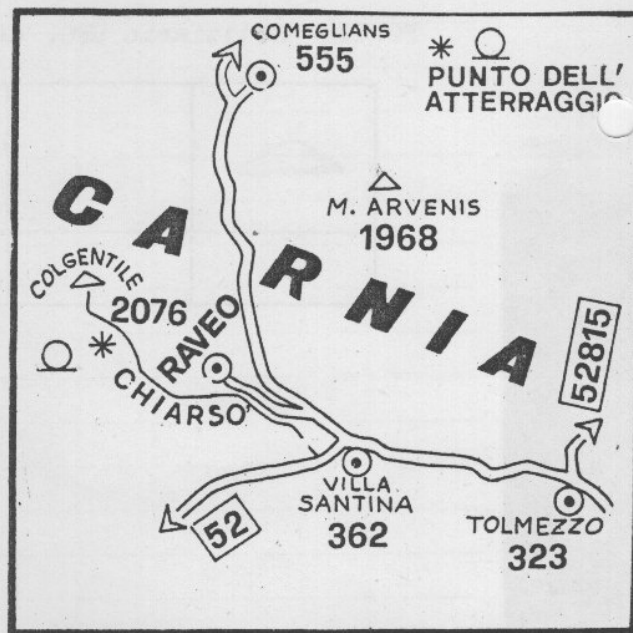 COMEGLIANS
555
PUNTO DELL'
ATTERRAGGIO
M. ARVENIS
1968
CARNIA
COLGENTILE
2076
RAVEO
CHIARSO'
52815
VILLA
SANTINA
362
52
TOLMEZZO
323